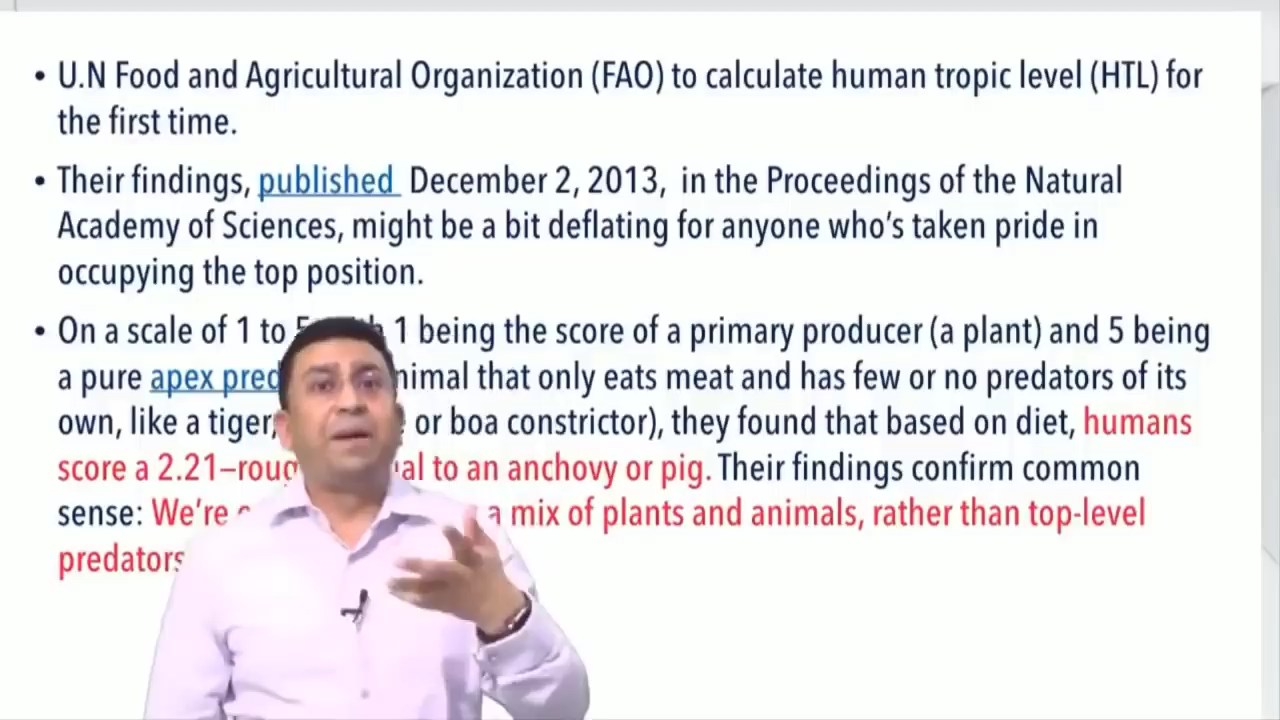 • U.N Food and Agricultural Organization (FAO) to calculate human tropic level (HTL) for
the first time.
• Their findings, published December 2, 2013, in the Proceedings of the Natural
Academy of Sciences, might be a bit deflating for anyone who's taken pride in
occupying the top position.
• On a scale of 1 to 1 being the score of a primary producer (a plant) and 5 being
a pure apex that only eats meat and has few or no predators of its
own, like a tiger, or boa constrictor), they found that based on diet, humans
score a 2.21– to an anchovy or pig. Their findings confirm common
sense: We're a mix of plants and animals, rather than top-level
predators